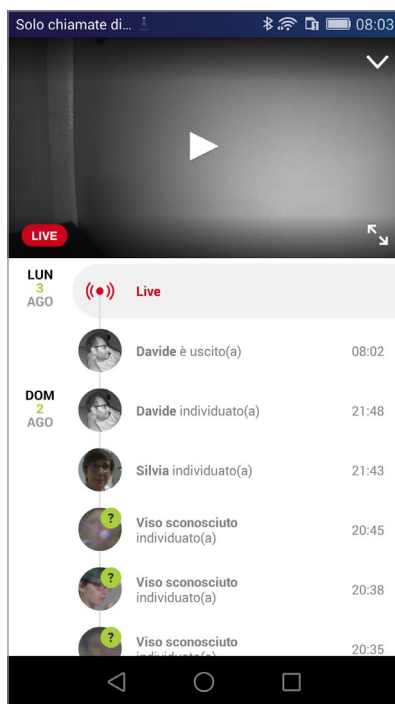 Solo chiamate di... 08:03
LIVE
LUN
3
AGO
Live
Davide è uscito(a) 08:02
DOM
2
AGO
Davide individuato(a) 21:48
Silvia individuato(a) 21:43
?
Viso sconosciuto
individuato(a) 20:45
?
Viso sconosciuto
individuato(a) 20:38
?
Viso sconosciuto
individuato(a) 20:35